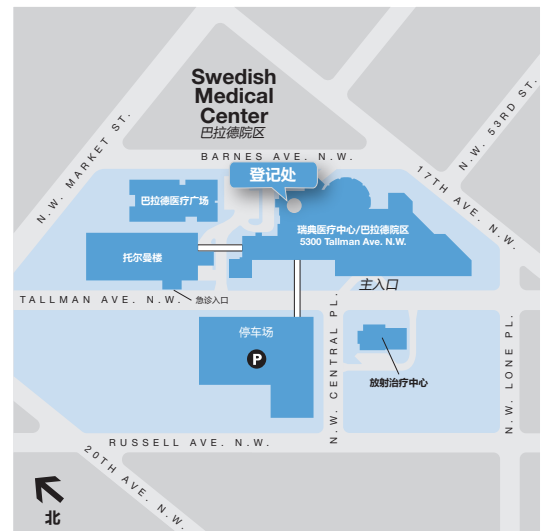 Swedish
Medical
Center
巴拉德院区
N.W. MARKET ST.
N.W. 53RD ST.
BARNES AVE. N.W.
17TH AVE. N.W.
登记处
巴拉德医疗广场
瑞典医疗中心/巴拉德院区
5300 Tallman Ave. N.W.
托尔曼楼
主入口
TALLMAN AVE. N.W.
急诊入口
停车场
P
N.W. CENTRAL PL.
放射治疗中心
N.W. LONE PL.
RUSSELL AVE. N.W.
20TH AVE. N.W.
北